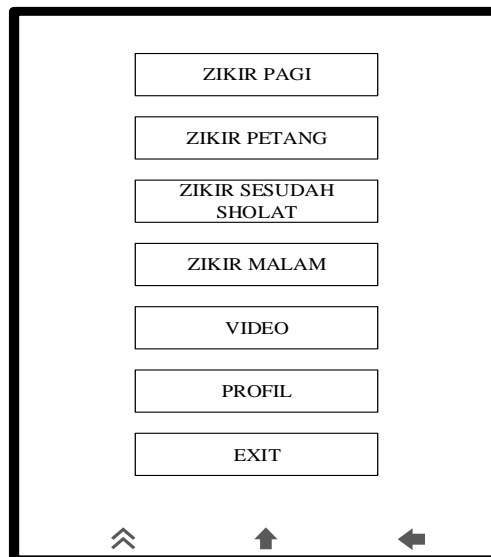 ZIKIR PAGI
ZIKIR PETANG
ZIKIR SESUDAH
SHOLAT
ZIKIR MALAM
VIDEO
PROFIL
EXIT